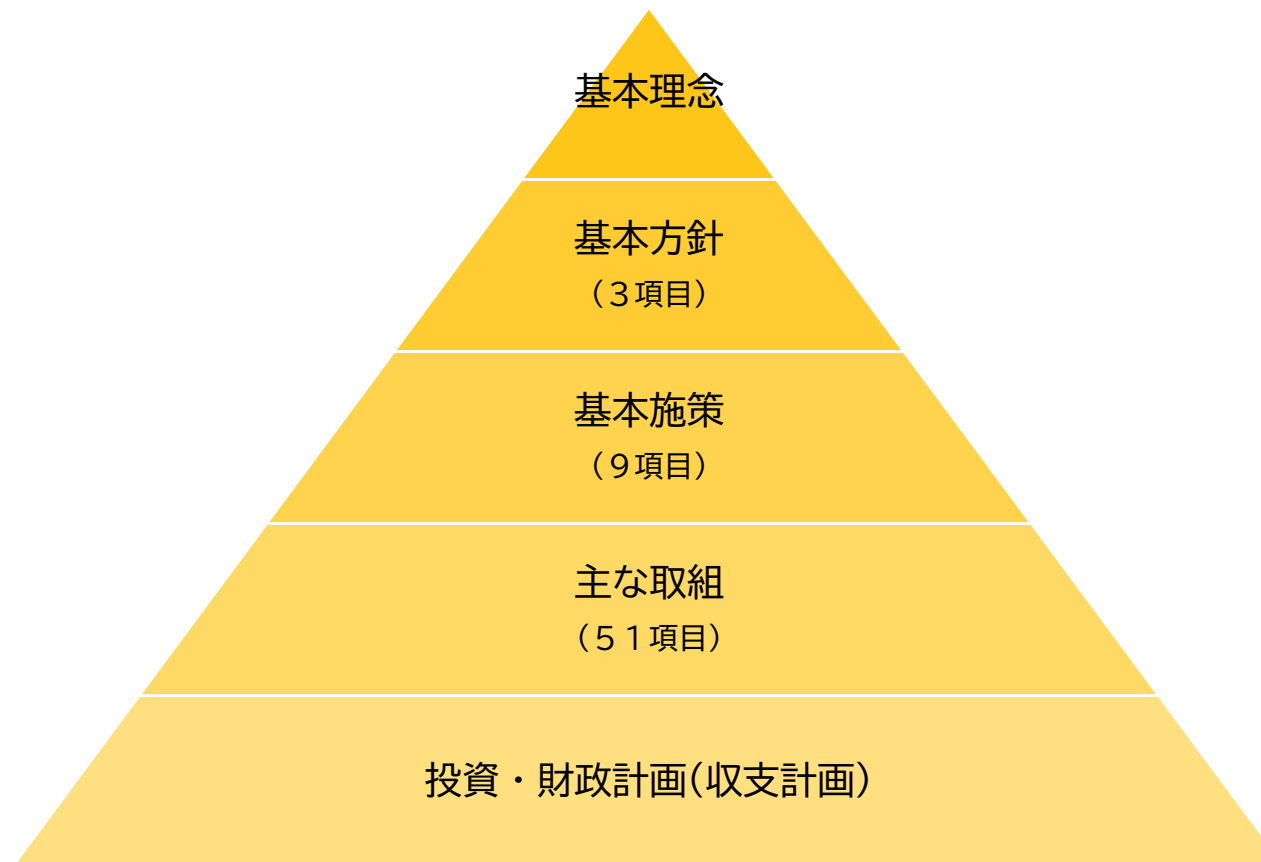 基本理念
基本方針
（３項目）
基本施策
（９項目）
主な取組
（５１項目）
投資・財政計画(収支計画)